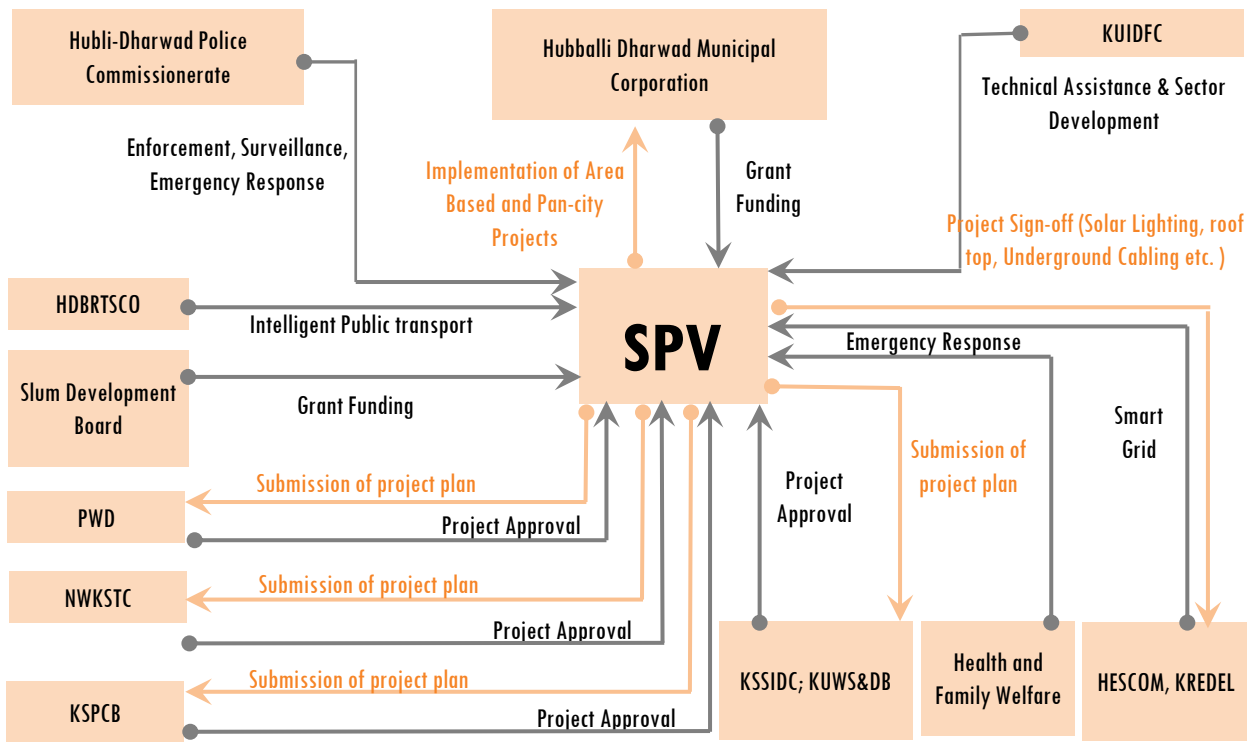 Hubli-Dharwad Police
Commissionerate
Hubballi Dharwad Municipal
Corporation
KUIDFC
Technical Assistance & Sector
Development
Enforcement, Surveillance,
Emergency Response
Implementation of Area
Based and Pan-city
Projects
Grant
Funding
Project Sign-off (Solar Lighting, roof
top, Underground Cabling etc. )
HDBRTSCO
Intelligent Public transport
SPV
Emergency Response
Slum Development
Board
Grant Funding
Smart
Grid
Submission of
project plan
Project
Approval
Submission of project plan
PWD
Project Approval
Submission of project plan
NWKSTC
Project Approval
Submission of project plan
KSPCB
Project Approval
KSSIDC; KUWS&DB
Health and
Family Welfare
HESCOM, KREDEL